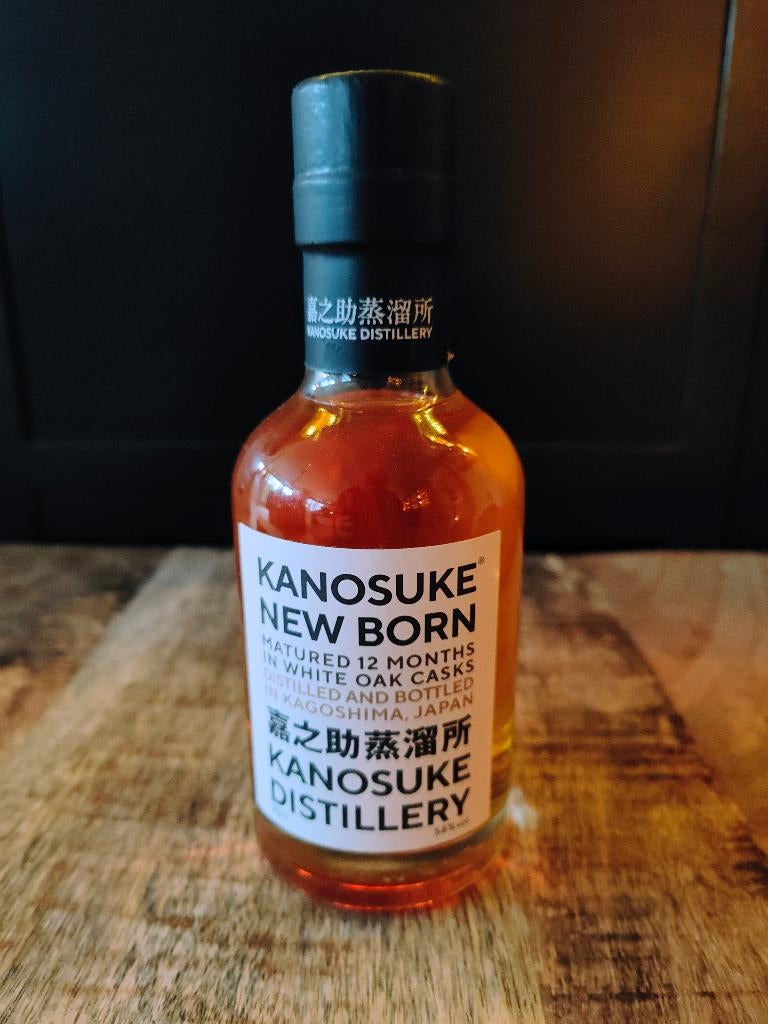 嘉之助蒸溜所
KANOSUKE DISTILLERY
KANOSUKE®
NEW BORN
MATURED 12 MONTHS
IN WHITE OAK CASKS
DISTILLED AND BOTTLED
IN KAGOSHIMA, JAPAN
嘉之助蒸溜所
KANOSUKE
DISTILLERY